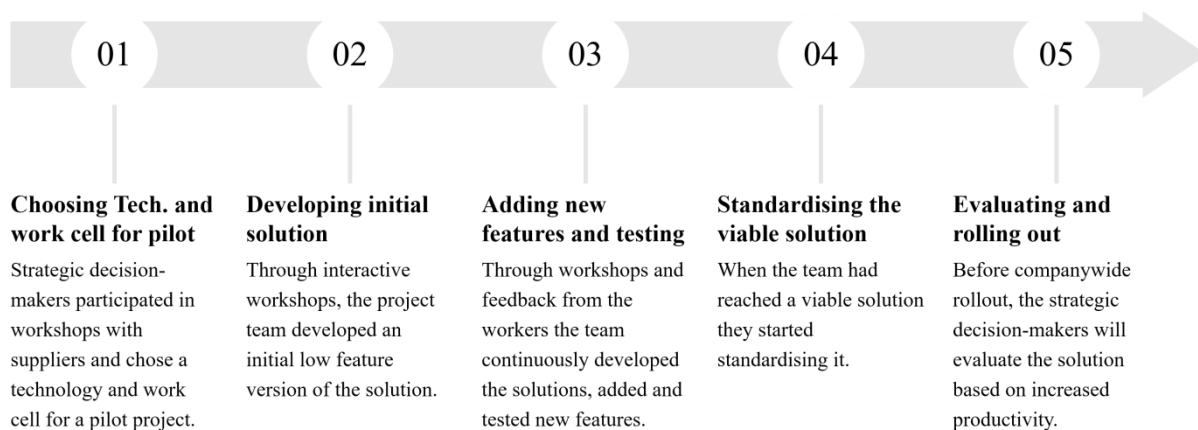 01
02
03
04
05
Choosing Tech. and
work cell for pilot
Strategic decision-
makers participated in
workshops with
suppliers and chose a
technology and work
cell for a pilot project.
Developing initial
solution
Through interactive
workshops, the project
team developed an
initial low feature
version of the solution.
Adding new
features and testing
Through workshops and
feedback from the
workers the team
continuously developed
the solutions, added and
tested new features.
Standardising the
viable solution
When the team had
reached a viable solution
they started
standardising it.
Evaluating and
rolling out
Before companywide
rollout, the strategic
decision-makers will
evaluate the solution
based on increased
productivity.